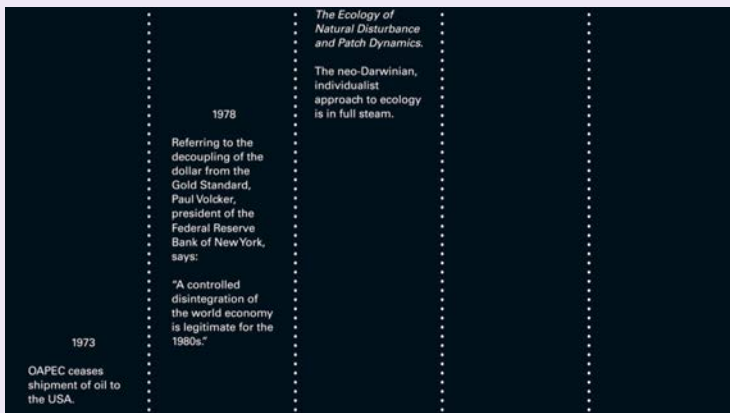 1973
OAPEC ceases
shipment of oil to
the USA.
1978
Referring to the
decoupling of the
dollar from the
Gold Standard,
Paul Volcker,
president of the
Federal Reserve
Bank of New York,
says:
“A controlled
disintegration of
the world economy
is legitimate for the
1980s.”
The Ecology of
Natural Disturbance
and Patch Dynamics.
The neo-Darwinian,
individualist
approach to ecology
is in full steam.